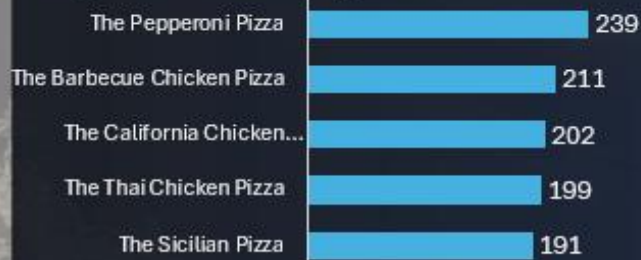 The Pepperoni Pizza 239
The Barbecue Chicken Pizza 211
The California Chicken... 202
The Thai Chicken Pizza 199
The Sicilian Pizza 191